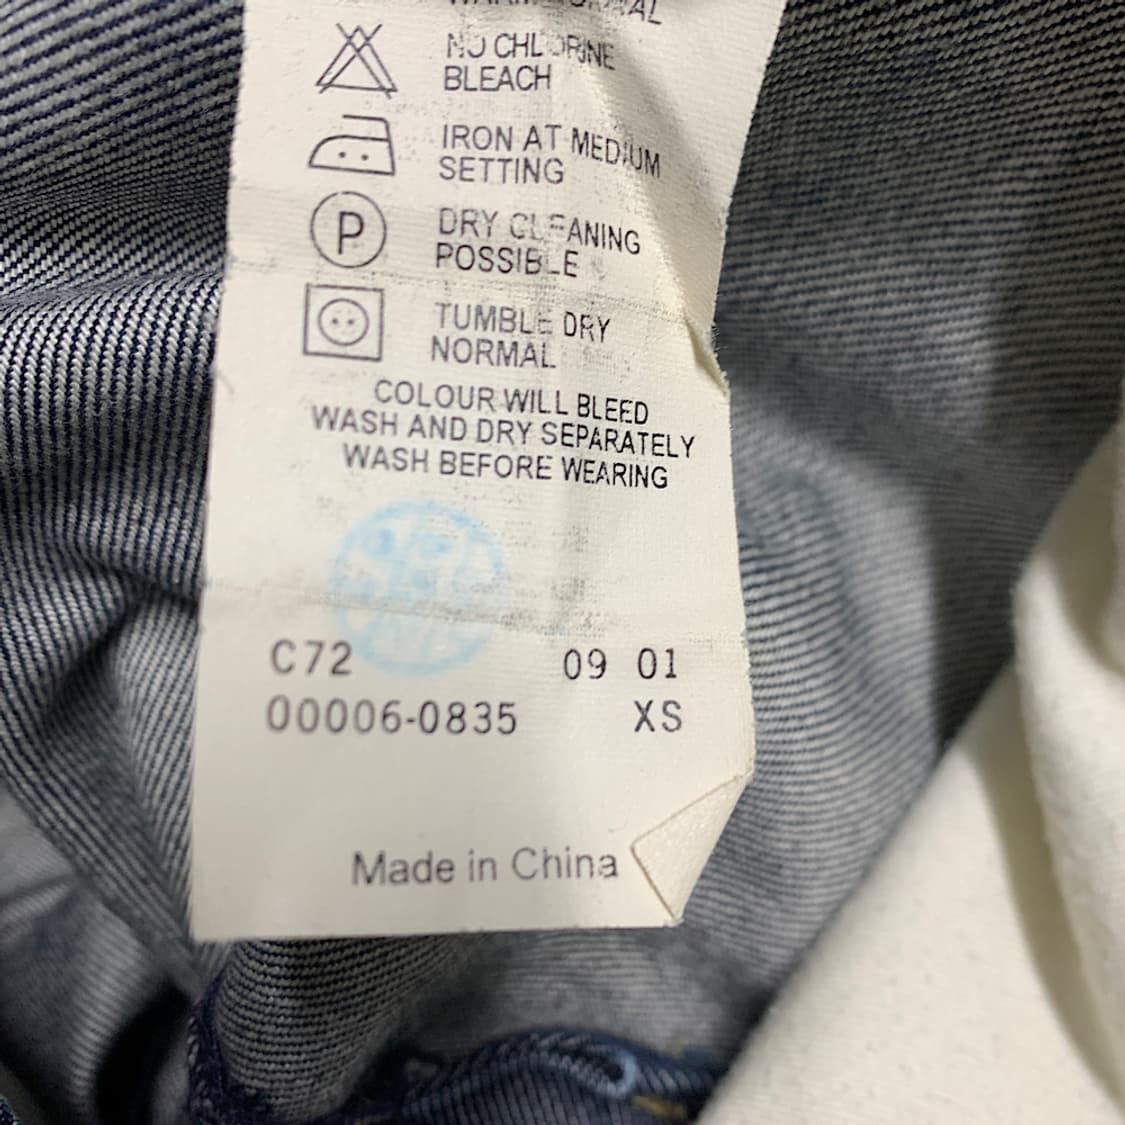 NO CHLORINE
BLEACH
IRON AT MEDIUM
SETTING
P
DRY CLEANING
POSSIBLE
TUMBLE DRY
NORMAL
COLOUR WILL BLEED
WASH AND DRY SEPARATELY
WASH BEFORE WEARING
C72 09 01
00006-0835 XS
Made in China